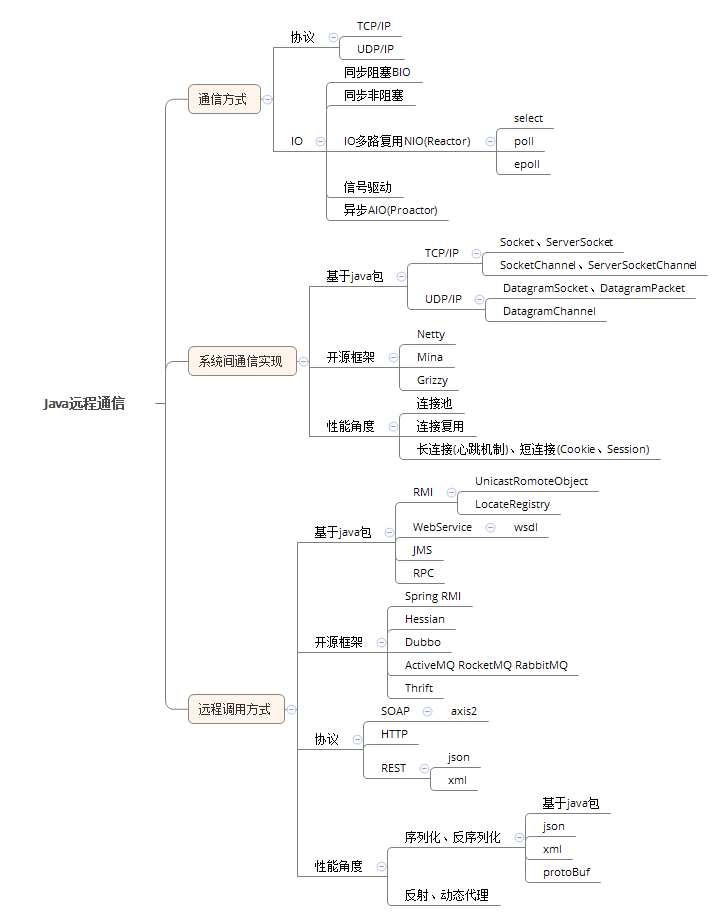 Java远程通信
通信方式
协议
TCP/IP
UDP/IP
IO
同步阻塞BIO
同步非阻塞
IO多路复用NIO(Reactor)
select
poll
epoll
信号驱动
异步AIO(Proactor)
系统间通信实现
基于java包
TCP/IP
Socket、ServerSocket
SocketChannel、ServerSocketChannel
UDP/IP
DatagramSocket、DatagramPacket
DatagramChannel
开源框架
Netty
Mina
Grizzy
性能角度
连接池
连接复用
长连接(心跳机制)、短连接(Cookie、Session)
远程调用方式
基于java包
RMI
UnicastRomoteObject
LocateRegistry
WebService
wsdl
JMS
RPC
开源框架
Spring RMI
Hessian
Dubbo
ActiveMQ RocketMQ RabbitMQ
Thrift
协议
SOAP
axis2
HTTP
REST
json
xml
性能角度
序列化、反序列化
基于java包
json
xml
protoBuf
反射、动态代理